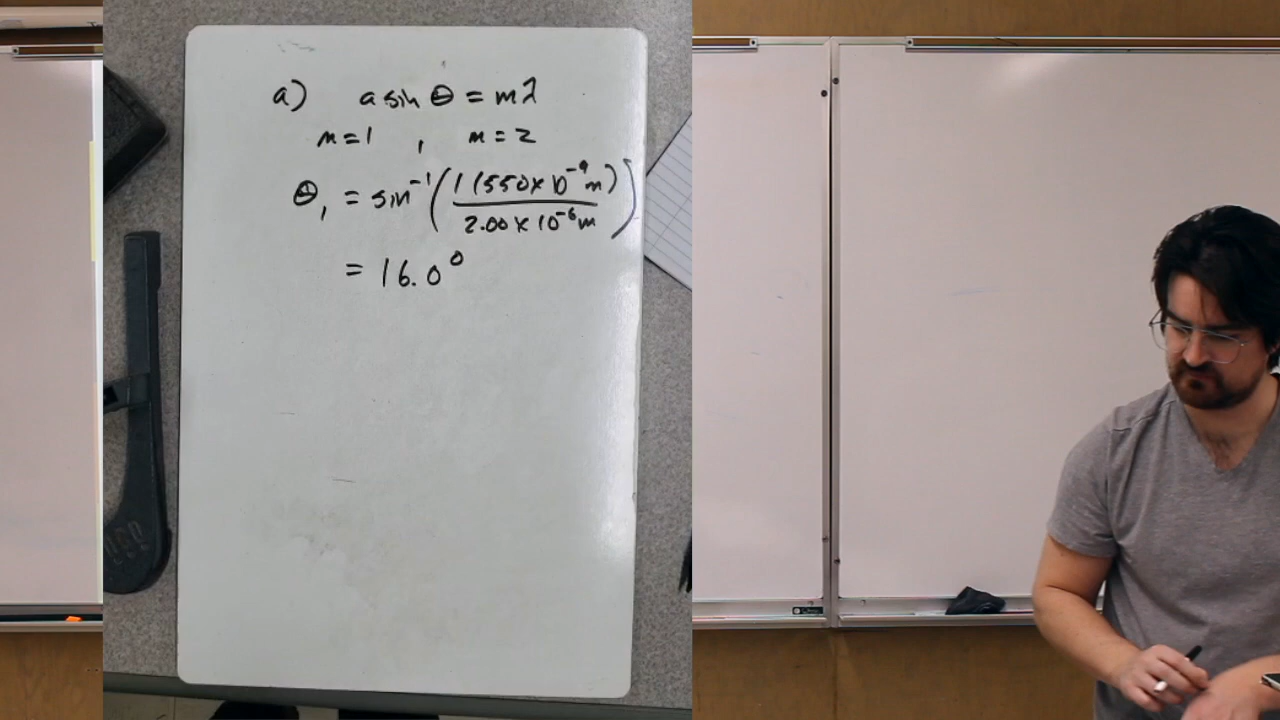 a) a sin θ = mλ
m=1 , m=2
θ₁ = sin⁻¹ (1 (550 x 10⁻⁹ m) / 2.00 x 10⁻⁶ m)
= 16.0°